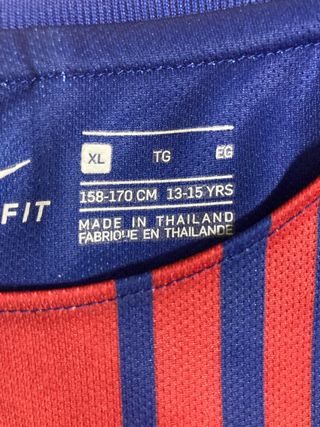 XL TG EG
FIT
158-170 CM 13-15 YRS
MADE IN THAILAND
FABRIQUE EN THAILANDE